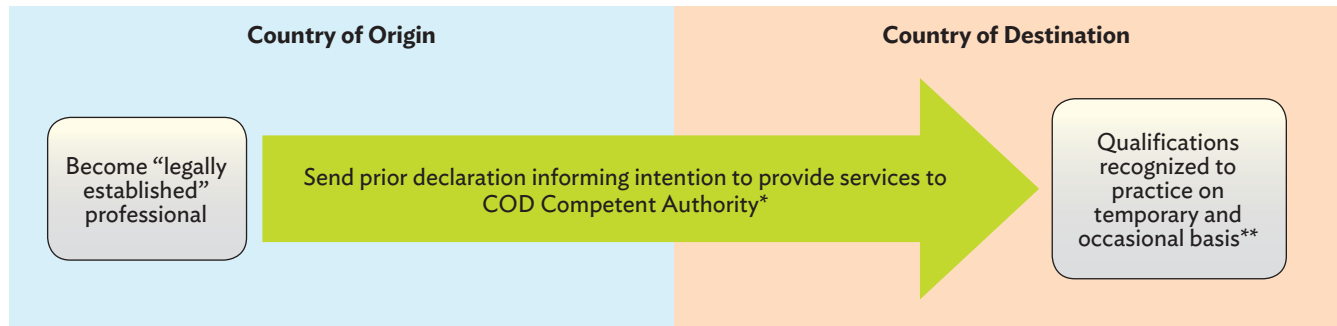 Country of Origin
Country of Destination
Become “legally
established”
professional
Send prior declaration informing intention to provide services to
COD Competent Authority*
Qualifications
recognized to
practice on
temporary and
occasional basis**